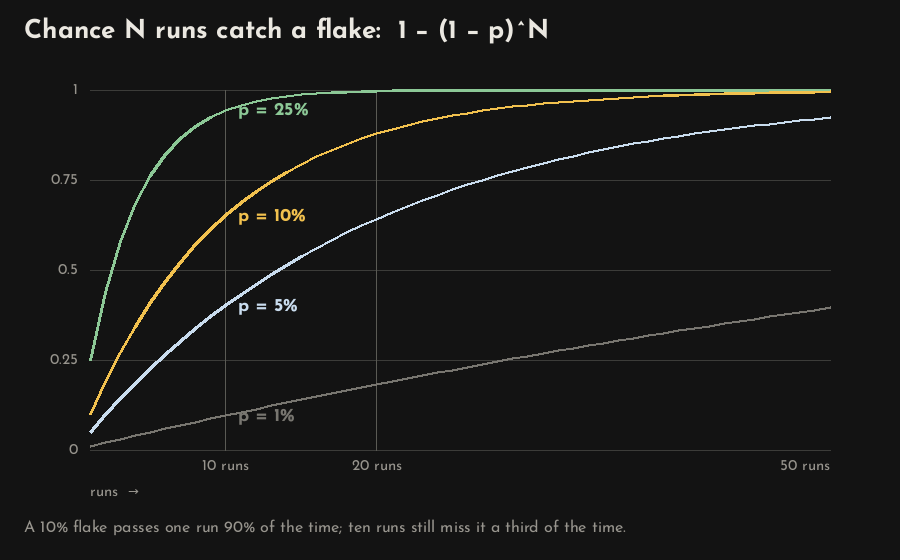 Chance N runs catch a flake:  1 – (1 – p)^N
1
p = 25%
0.75
p = 10%
0.5
p = 5%
0.25
p = 1%
0
10 runs
20 runs
50 runs
runs →
A 10% flake passes one run 90% of the time; ten runs still miss it a third of the time.